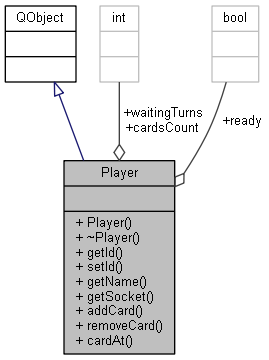 QObject
int
bool
+waitingTurns
+cardsCount
+ready
Player
+ Player()
+ ~Player()
+ getId()
+ setId()
+ getName()
+ getSocket()
+ addCard()
+ removeCard()
+ cardAt()